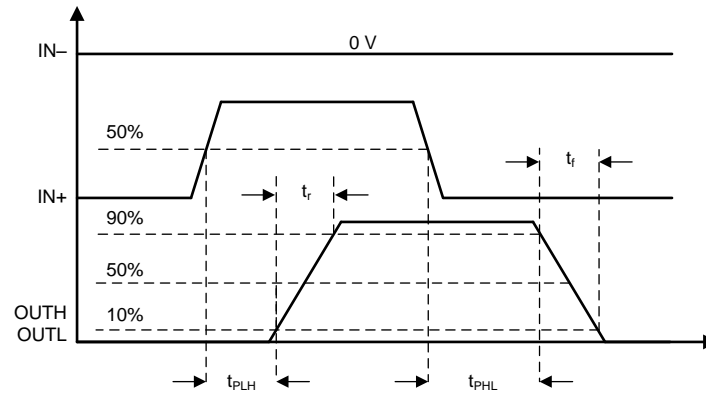 IN–
0 V
50%
t_f
t_r
IN+
90%
50%
OUTH
10%
OUTL
t_PLH
t_PHL